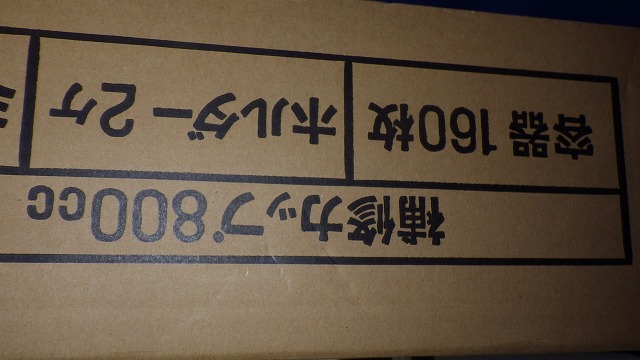 補修カップ800cc
容器 160枚
ホルダー 2ケ